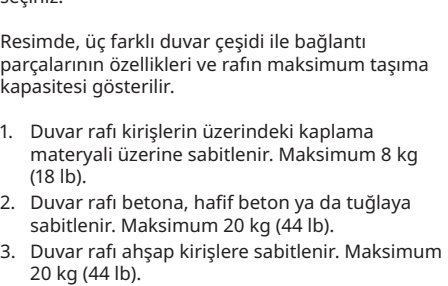 seçiniz.
Resimde, üç farklı duvar çeşidi ile bağlantı
parçalarının özellikleri ve rafın maksimum taşıma
kapasitesi gösterilir.
1. Duvar rafı kirişlerin üzerindeki kaplama
materyali üzerine sabitlenir. Maksimum 8 kg
(18 lb).
2. Duvar rafı betona, hafif beton ya da tuğlaya
sabitlenir. Maksimum 20 kg (44 lb).
3. Duvar rafı ahşap kirişlere sabitlenir. Maksimum
20 kg (44 lb).